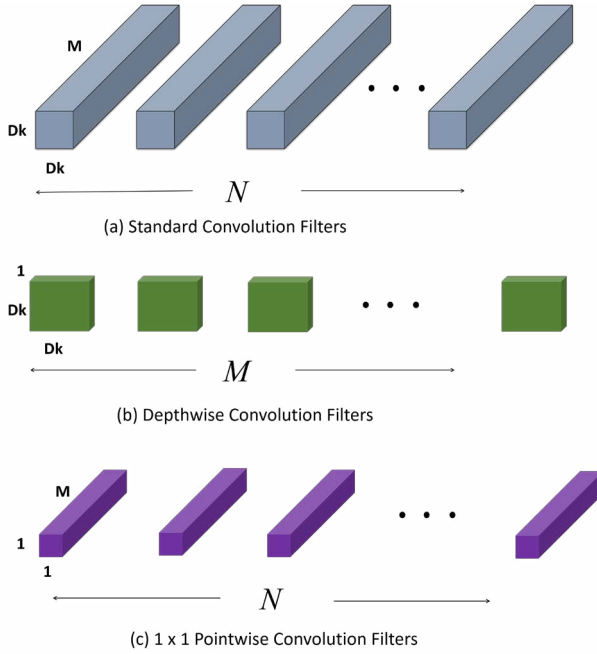 M
Dk
Dk
N
(a) Standard Convolution Filters
1
Dk
Dk
M
(b) Depthwise Convolution Filters
M
1
1
N
(c) 1 x 1 Pointwise Convolution Filters